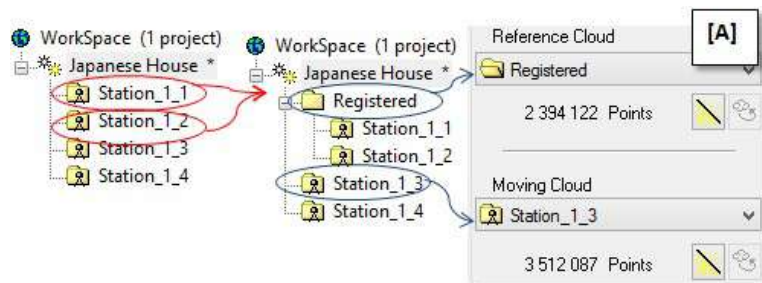 WorkSpace (1 project)
Japanese House *
Station_1_1
Station_1_2
Station_1_3
Station_1_4
WorkSpace (1 project)
Japanese House *
Registered
Station_1_1
Station_1_2
Station_1_3
Station_1_4
[A]
Reference Cloud
Registered
2 394 122 Points
Moving Cloud
Station_1_3
3 512 087 Points